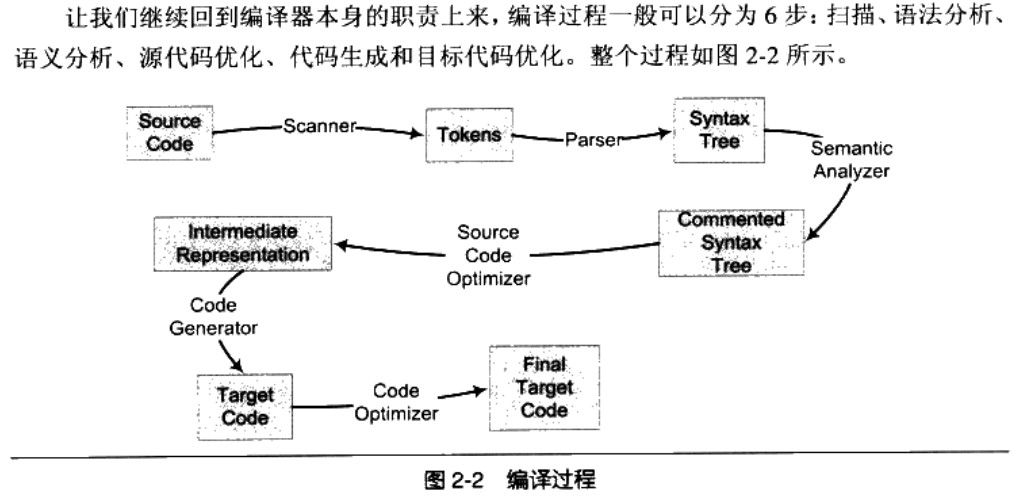 让我们继续回到编译器本身的职责上来，编译过程一般可以分为 6 步：扫描、语法分析、
语义分析、源代码优化、代码生成和目标代码优化。整个过程如图 2-2 所示。
Source
Code
Scanner
Tokens
Parser
Syntax
Tree
Semantic
Analyzer
Commented
Syntax
Tree
Source
Code
Optimizer
Intermediate
Representation
Code
Generator
Target
Code
Code
Optimizer
Final
Target
Code
图 2-2 编译过程